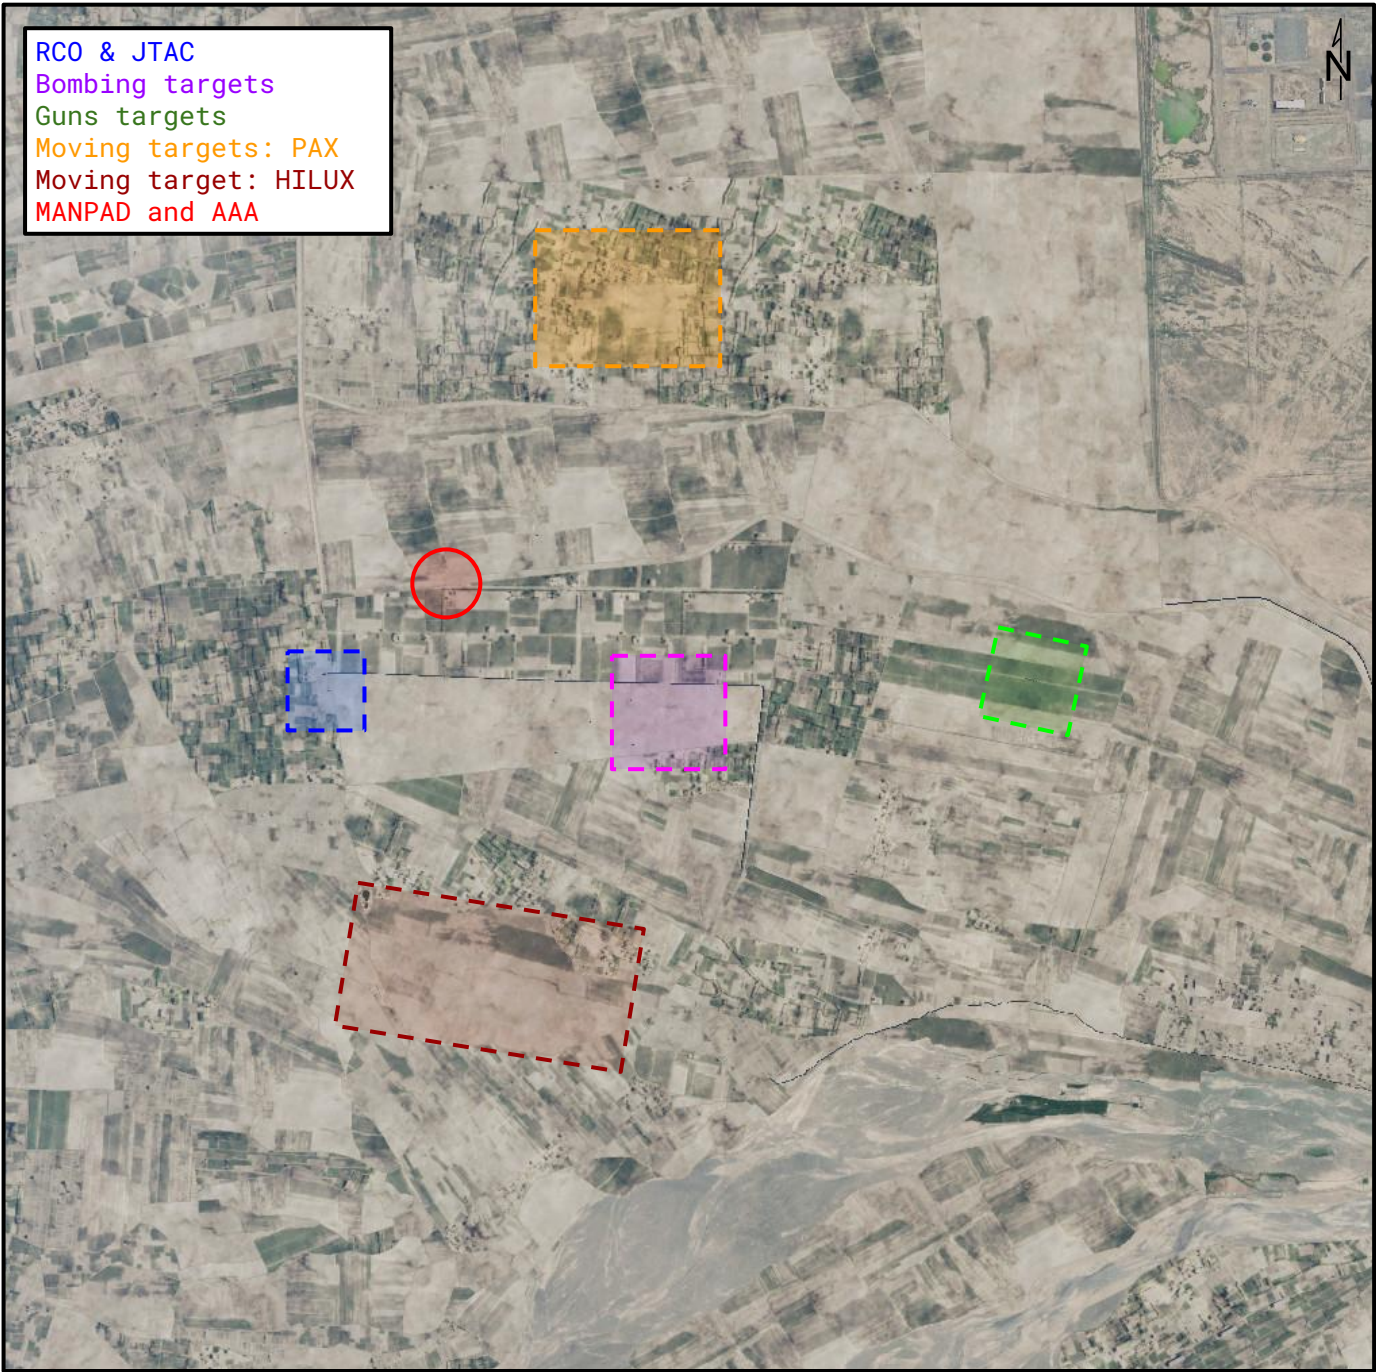 RCO & JTAC
Bombing targets
Guns targets
Moving targets: PAX
Moving target: HILUX
MANPAD and AAA
N